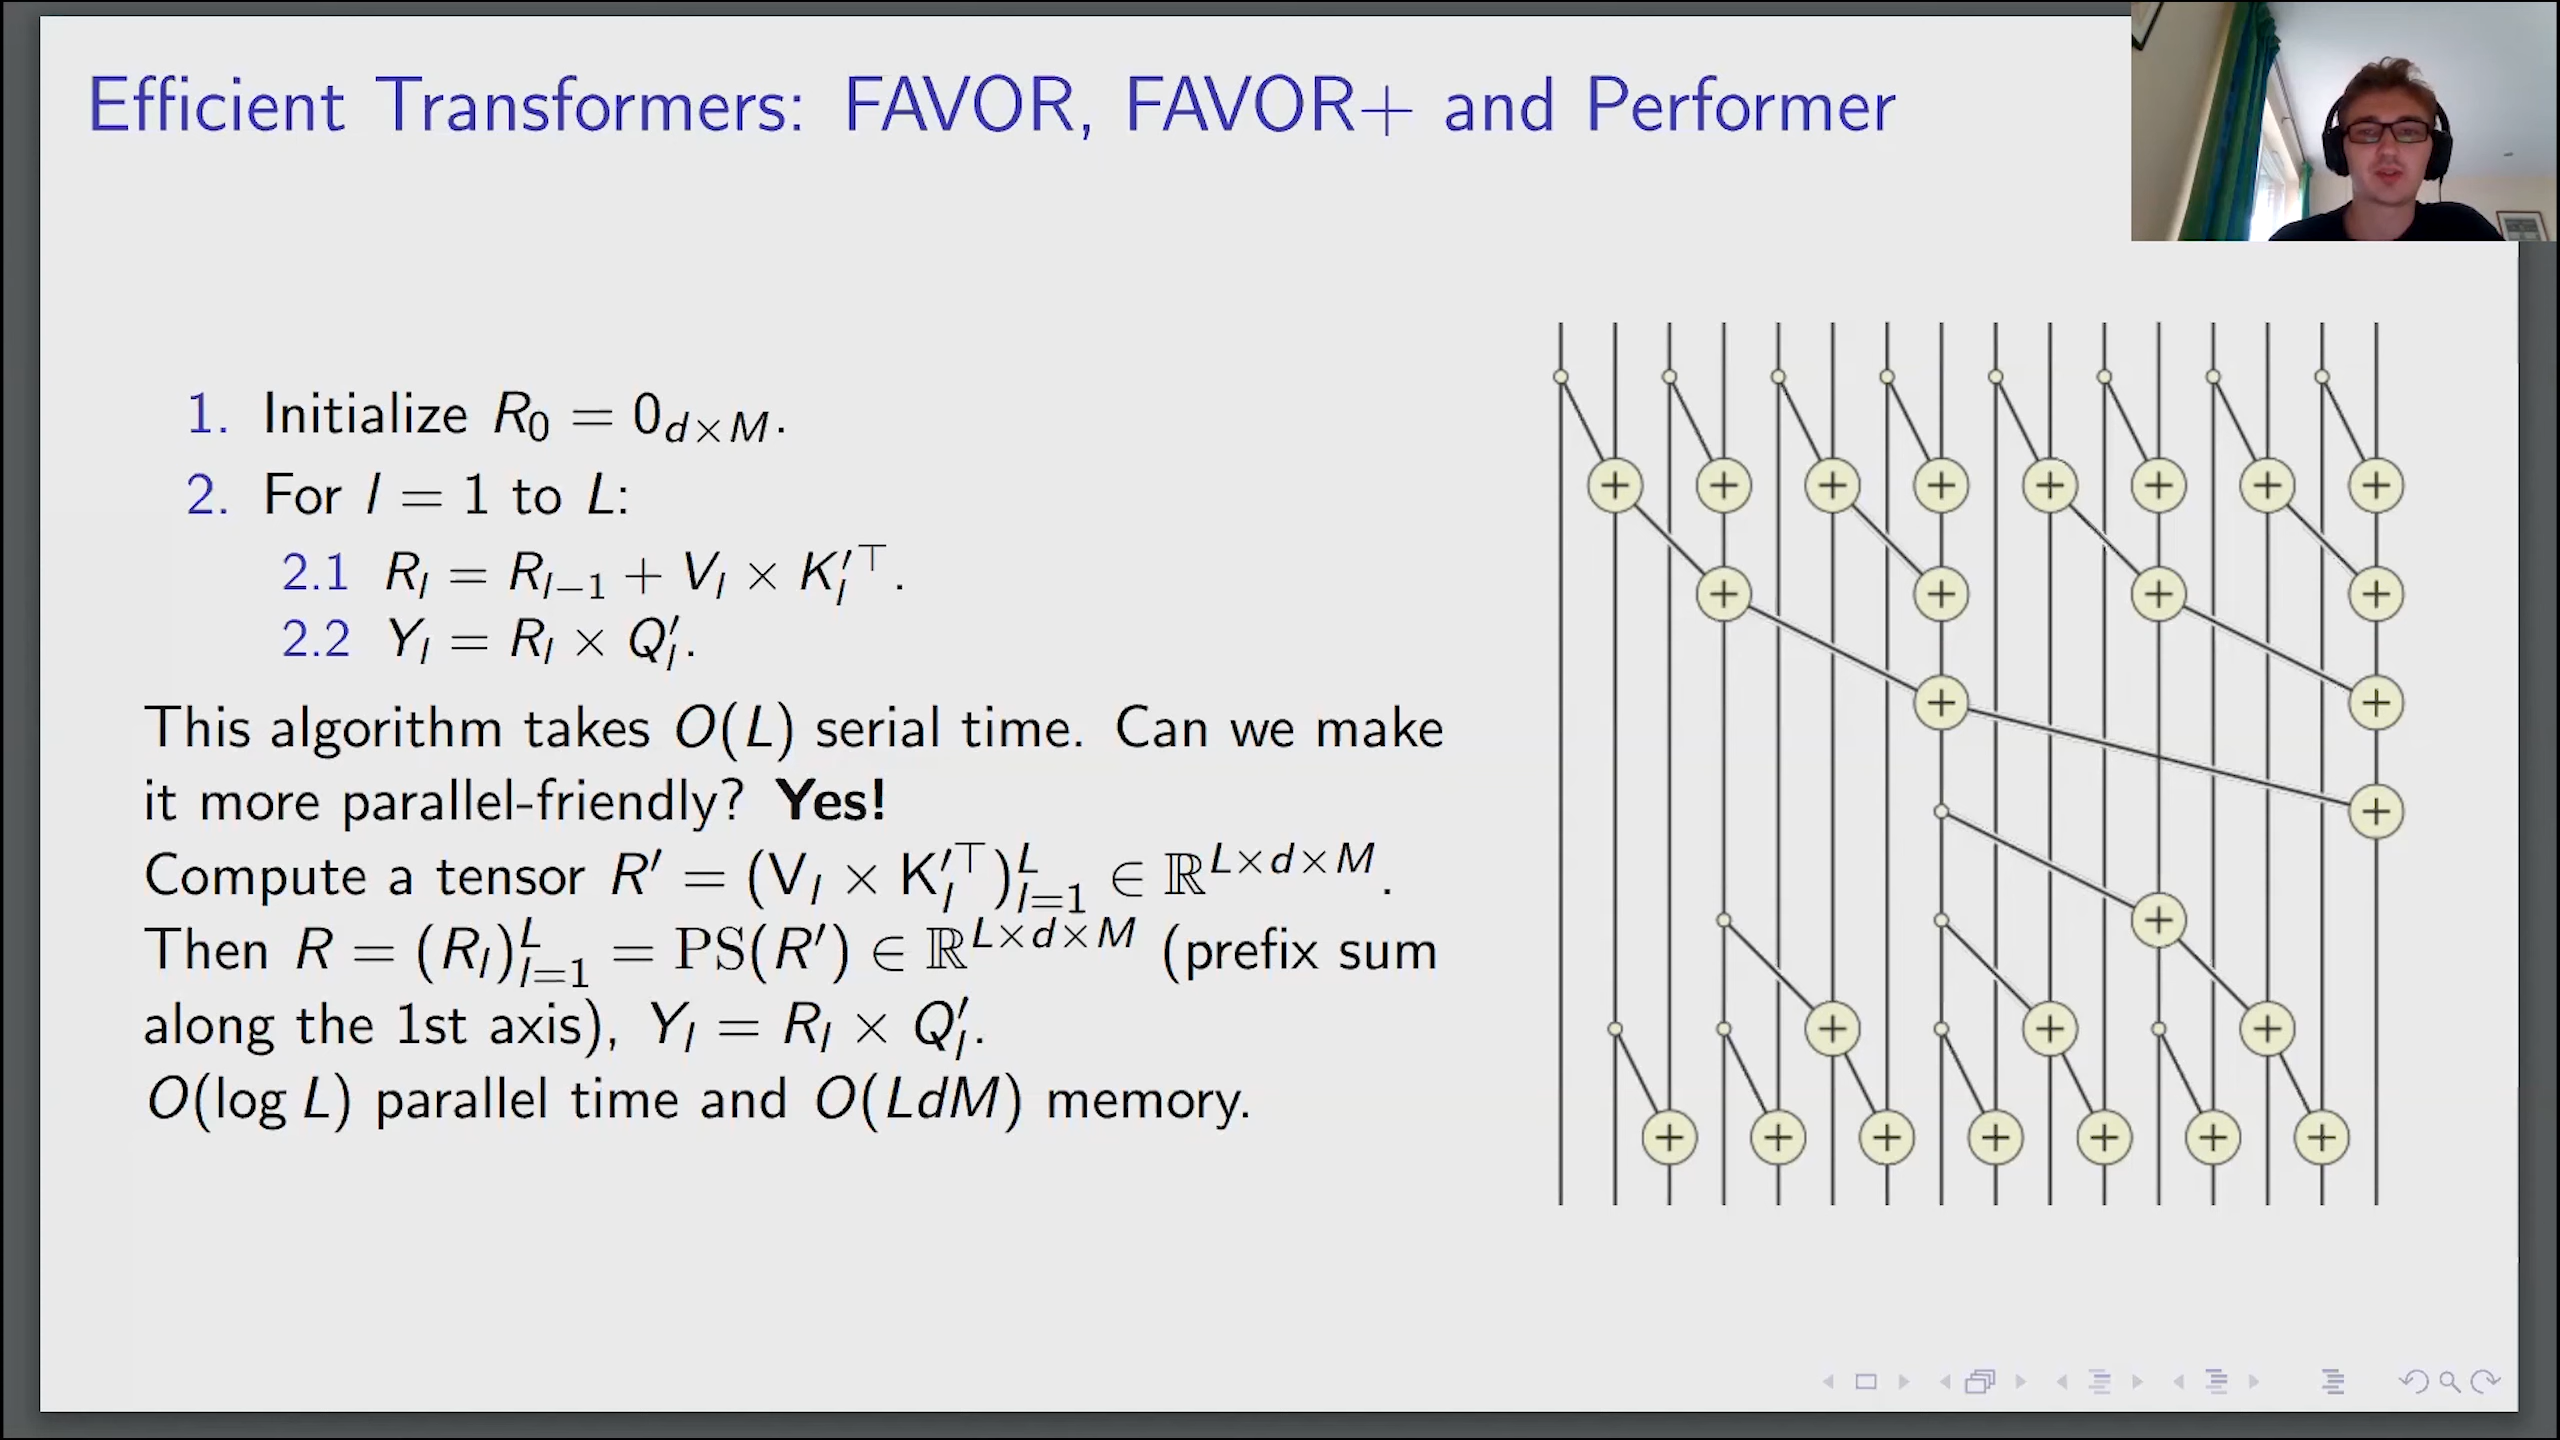 Efficient Transformers: FAVOR, FAVOR+ and Performer
1. Initialize R₀ = 0_{d×M}.
2. For l = 1 to L:
2.1 R_l = R_{l−1} + V_l × K′_l^⊤.
2.2 Y_l = R_l × Q′_l.
This algorithm takes O(L) serial time. Can we make
it more parallel-friendly? Yes!
Compute a tensor R′ = (V_l × K′_l^⊤)_{l=1}^L ∈ ℝ^{L×d×M}.
Then R = (R_l)_{l=1}^L = PS(R′) ∈ ℝ^{L×d×M} (prefix sum
along the 1st axis), Y_l = R_l × Q′_l.
O(log L) parallel time and O(LdM) memory.